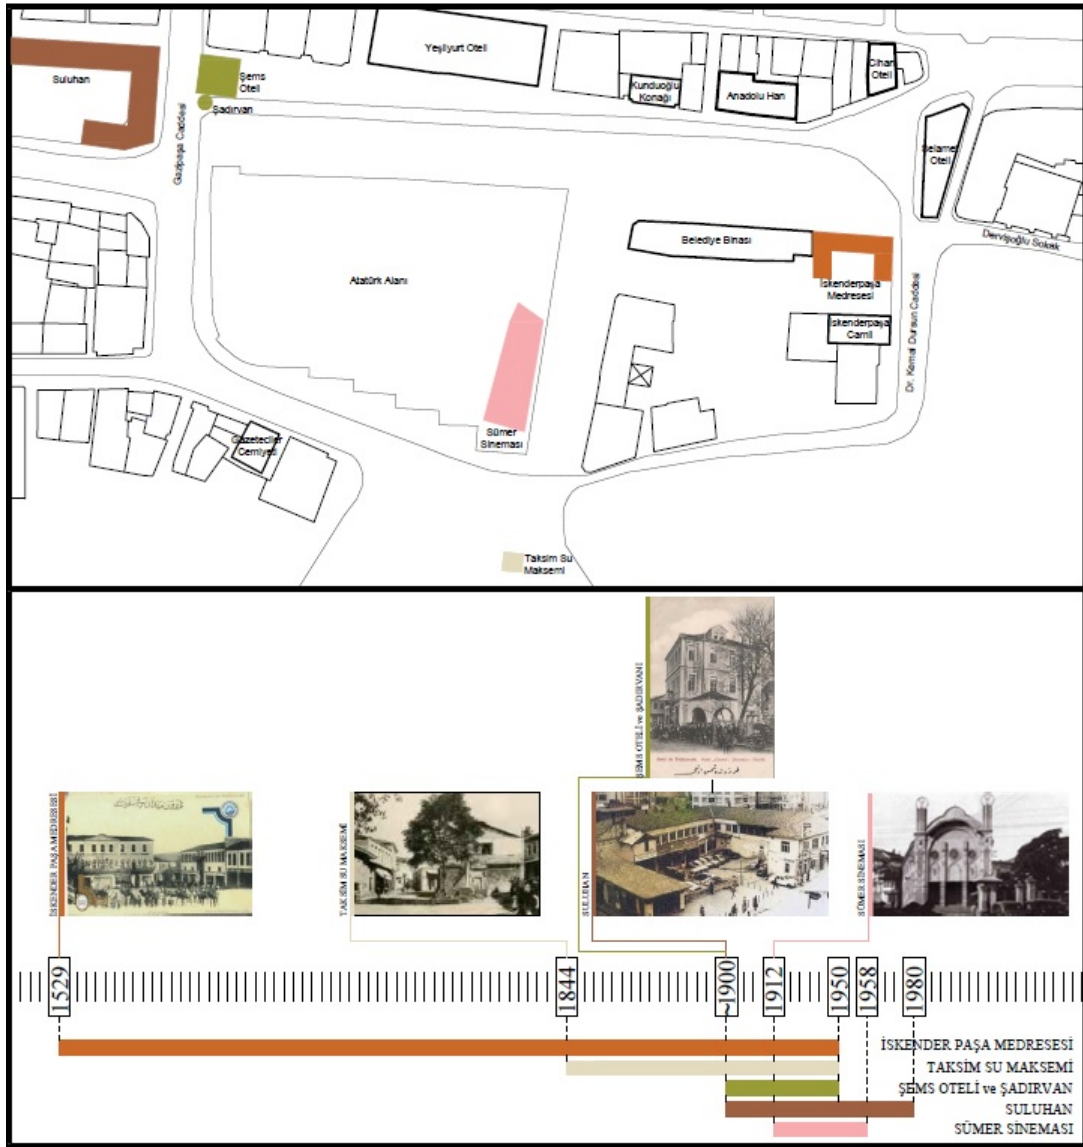 Yeşilyurt Oteli
Suluhan
Şems
Oteli
Şadırvan
Kunduoğlu
Konağı
Anadolu Han
Cihan
Oteli
Selamet
Oteli
Gazipaşa Caddesi
Dervişoğlu Sokak
Belediye Binası
Atatürk Alanı
İskenderpaşa
Medresesi
İskenderpaşa
Camii
Dr. Kemal Dursun Caddesi
Sümer
Sineması
Gazeteciler
Cemiyeti
Taksim Su
Maksemi
ŞEMS OTELİ ve ŞADIRVANI
İSKENDER PAŞA MEDRESESİ
TAKSİM SU MAKSEMİ
SULUHAN
SÜMER SİNEMASI
1529
1844
~1900
1912
1950
1958
1980
İSKENDER PAŞA MEDRESESİ
TAKSİM SU MAKSEMİ
ŞEMS OTELİ ve ŞADIRVAN
SULUHAN
SÜMER SİNEMASI